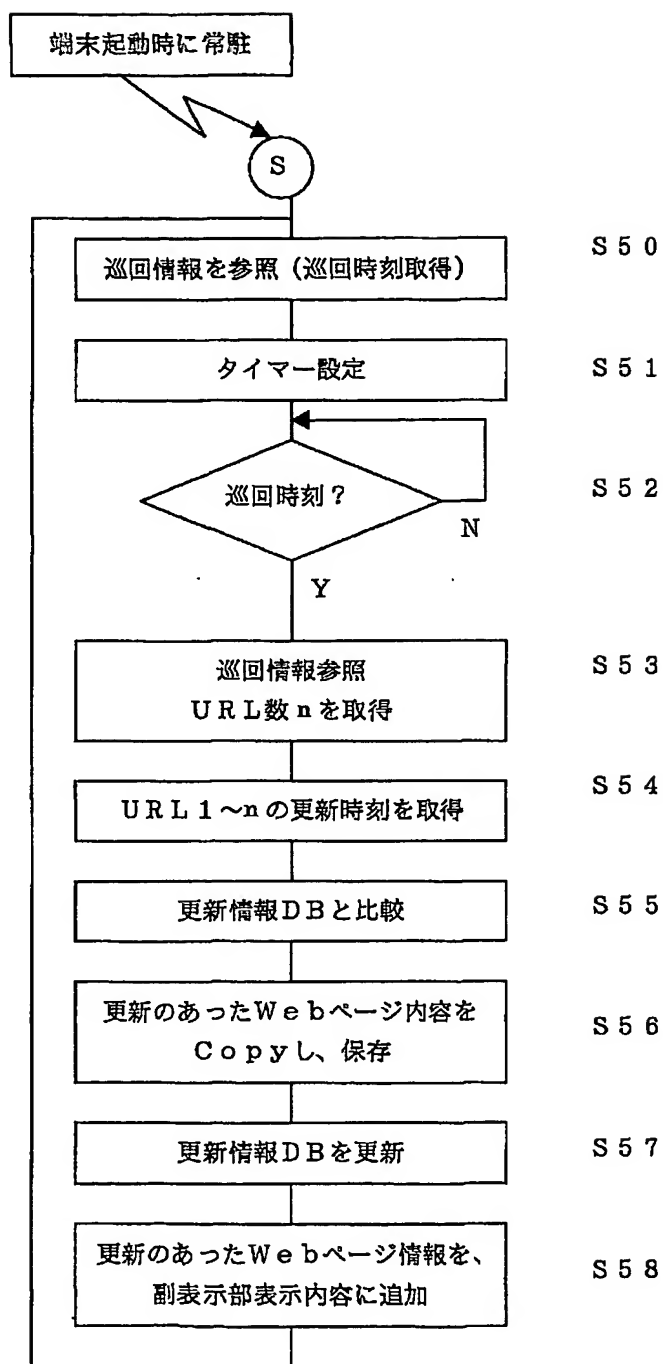 端末起動時に常駐
S
巡回情報を参照（巡回時刻取得）
S50
タイマー設定
S51
巡回時刻？
S52
N
Y
巡回情報参照
URL数nを取得
S53
URL1～nの更新時刻を取得
S54
更新情報DBと比較
S55
更新のあったWebページ内容を
Copyし、保存
S56
更新情報DBを更新
S57
更新のあったWebページ情報を、
副表示部表示内容に追加
S58